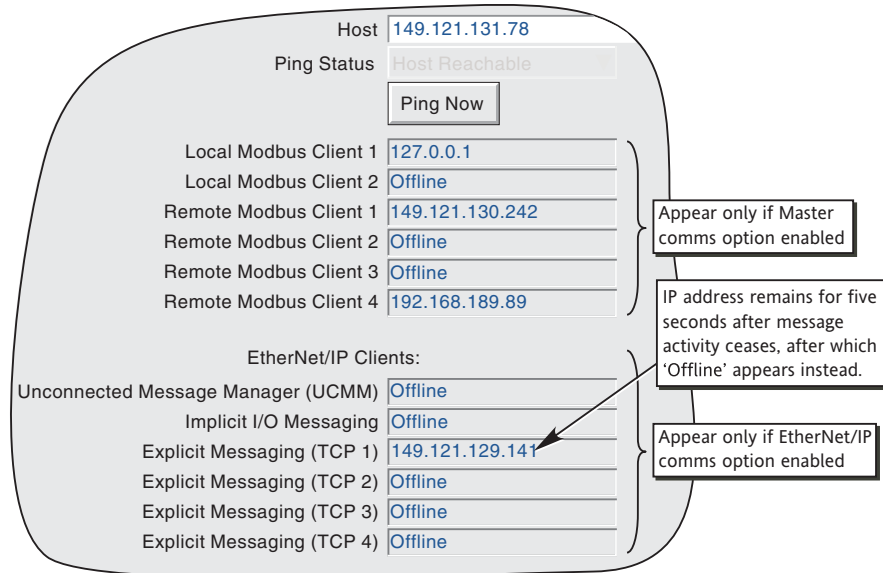 Host 149.121.131.78
Ping Status Host Reachable
Ping Now
Local Modbus Client 1 127.0.0.1
Local Modbus Client 2 Offline
Remote Modbus Client 1 149.121.130.242
Remote Modbus Client 2 Offline
Remote Modbus Client 3 Offline
Remote Modbus Client 4 192.168.189.89
Appear only if Master
comms option enabled
IP address remains for five
seconds after message
activity ceases, after which
‘Offline’ appears instead.
EtherNet/IP Clients:
Unconnected Message Manager (UCMM) Offline
Implicit I/O Messaging Offline
Explicit Messaging (TCP 1) 149.121.129.141
Explicit Messaging (TCP 2) Offline
Explicit Messaging (TCP 3) Offline
Explicit Messaging (TCP 4) Offline
Appear only if EtherNet/IP
comms option enabled